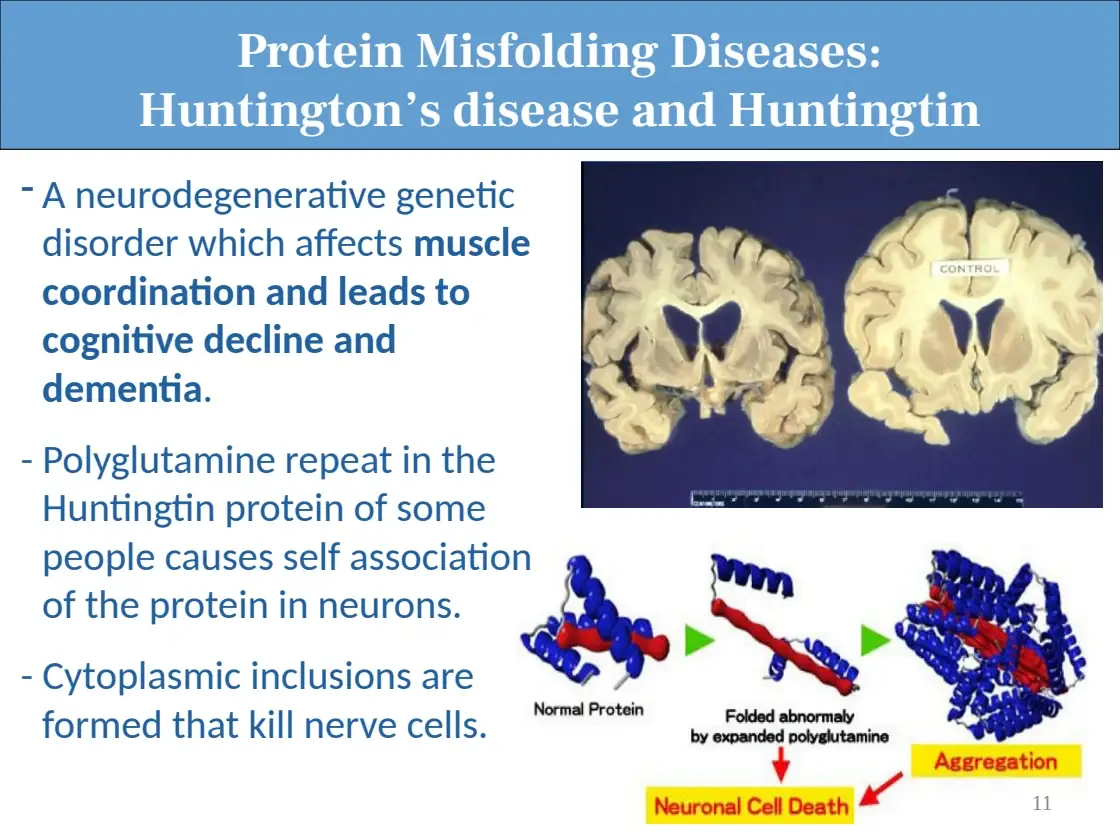 Protein Misfolding Diseases:
Huntington’s disease and Huntingtin
- A neurodegenerative genetic
disorder which affects muscle
coordination and leads to
cognitive decline and
dementia.
- Polyglutamine repeat in the
Huntingtin protein of some
people causes self association
of the protein in neurons.
- Cytoplasmic inclusions are
formed that kill nerve cells.
CONTROL
CENTIMETERS
Normal Protein
Folded abnormaly
by expanded polyglutamine
Aggregation
Neuronal Cell Death
11